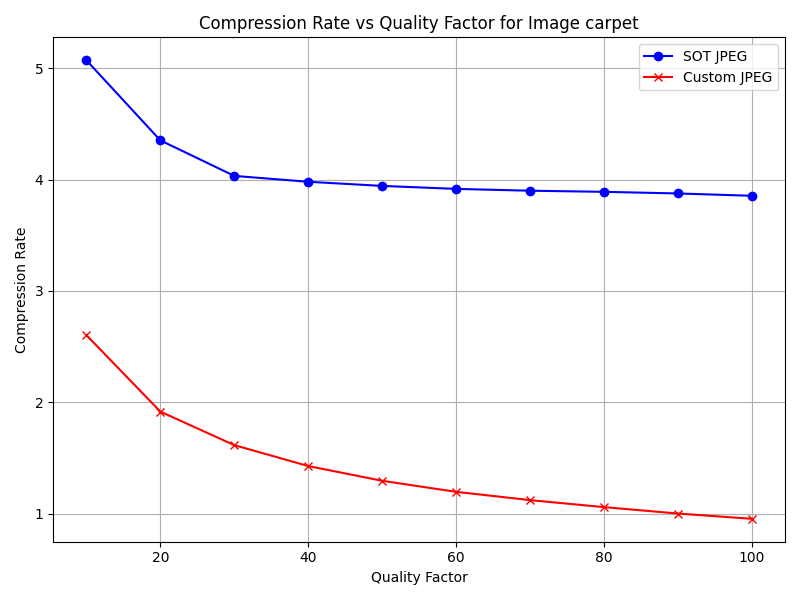 Compression Rate vs Quality Factor for Image carpet
SOT JPEG
Custom JPEG
Compression Rate
5
4
3
2
1
20 40 60 80 100
Quality Factor